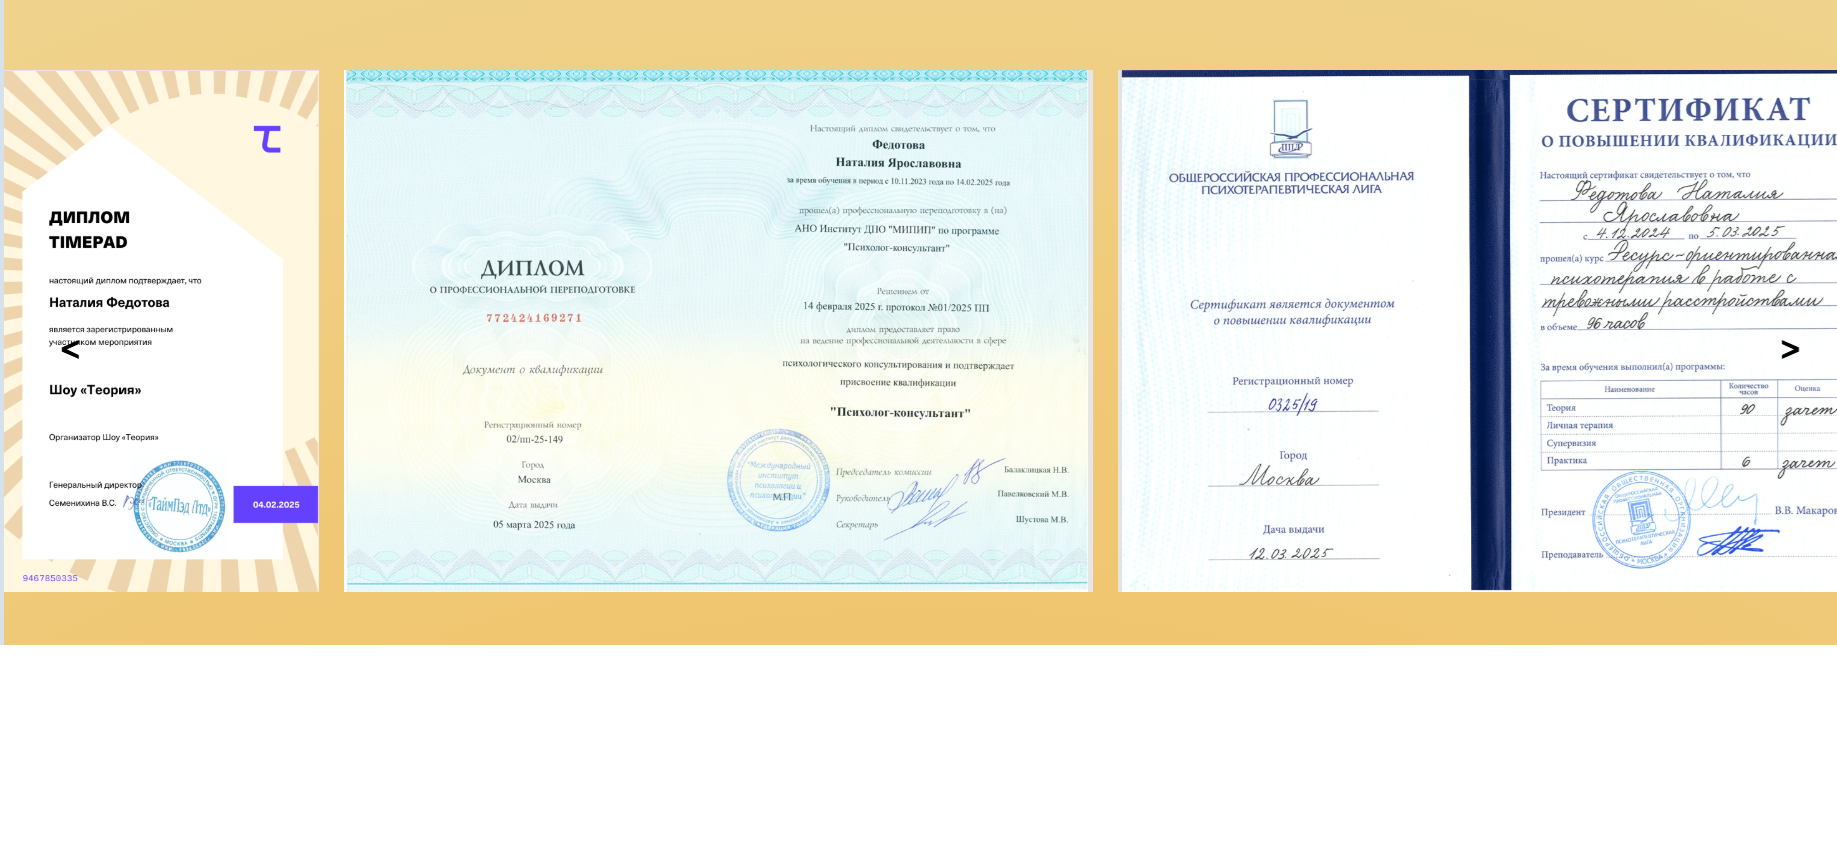 ДИПЛОМ
TIMEPAD
настоящий диплом подтверждает, что
Наталия Федотова
является зарегистрированным
участником мероприятия
<
Шоу «Теория»
Организатор Шоу «Теория»
Генеральный директор
Семенихина В.С.
«ТаймПэд Лтд»
МОСКВА
04.02.2025
9467850335
ДИПЛОМ
О ПРОФЕССИОНАЛЬНОЙ ПЕРЕПОДГОТОВКЕ
772424169271
Документ о квалификации
Регистрационный номер
02/пп-25-149
Город
Москва
Дата выдачи
05 марта 2025 года
Настоящий диплом свидетельствует о том, что
Федотова
Наталия Ярославовна
за время обучения в период с 10.11.2023 года по 14.02.2025 года
прошел(а) профессиональную переподготовку в (на)
АНО Институт ДПО "МИПИП" по программе
"Психолог-консультант"
Решением от
14 февраля 2025 г. протокол №01/2025 ПП
диплом предоставляет право
на ведение профессиональной деятельности в сфере
психологического консультирования и подтверждает
присвоение квалификации
"Психолог-консультант"
"Международный
институт
психологии и
психотерапии"
М.П.
Председатель комиссии
Балаклицкая Н.В.
Руководитель
Павелковский М.В.
Секретарь
Шустова М.В.
ППЛ
ОБЩЕРОССИЙСКАЯ ПРОФЕССИОНАЛЬНАЯ
ПСИХОТЕРАПЕВТИЧЕСКАЯ ЛИГА
Сертификат является документом
о повышении квалификации
Регистрационный номер
0325/19
Город
Москва
Дача выдачи
12.03.2025
СЕРТИФИКАТ
О ПОВЫШЕНИИ КВАЛИФИКАЦИИ
Настоящий сертификат свидетельствует о том, что
Федотова Наталия
Ярославовна
с 4.12.2024 по 5.03.2025
прошел(а) курс Ресурс-ориентированная
психотерапия в работе с
тревожными расстройствами
в объеме 96 часов
>
За время обучения выполнил(а) программы:
Наименование Количество часов Оценка
Теория 90 зачет
Личная терапия
Супервизия
Практика 6 зачет
Президент В.В. Макаров
Преподаватель